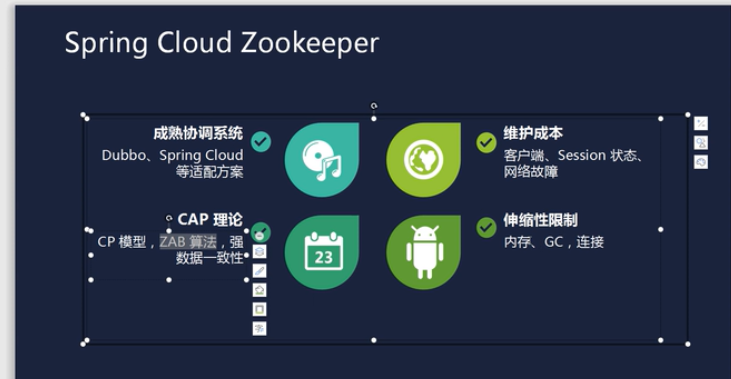 Spring Cloud Zookeeper
成熟协调系统
Dubbo、Spring Cloud
等适配方案
维护成本
客户端、Session 状态、
网络故障
CAP 理论
CP 模型，ZAB 算法，强
数据一致性
23
伸缩性限制
内存、GC，连接